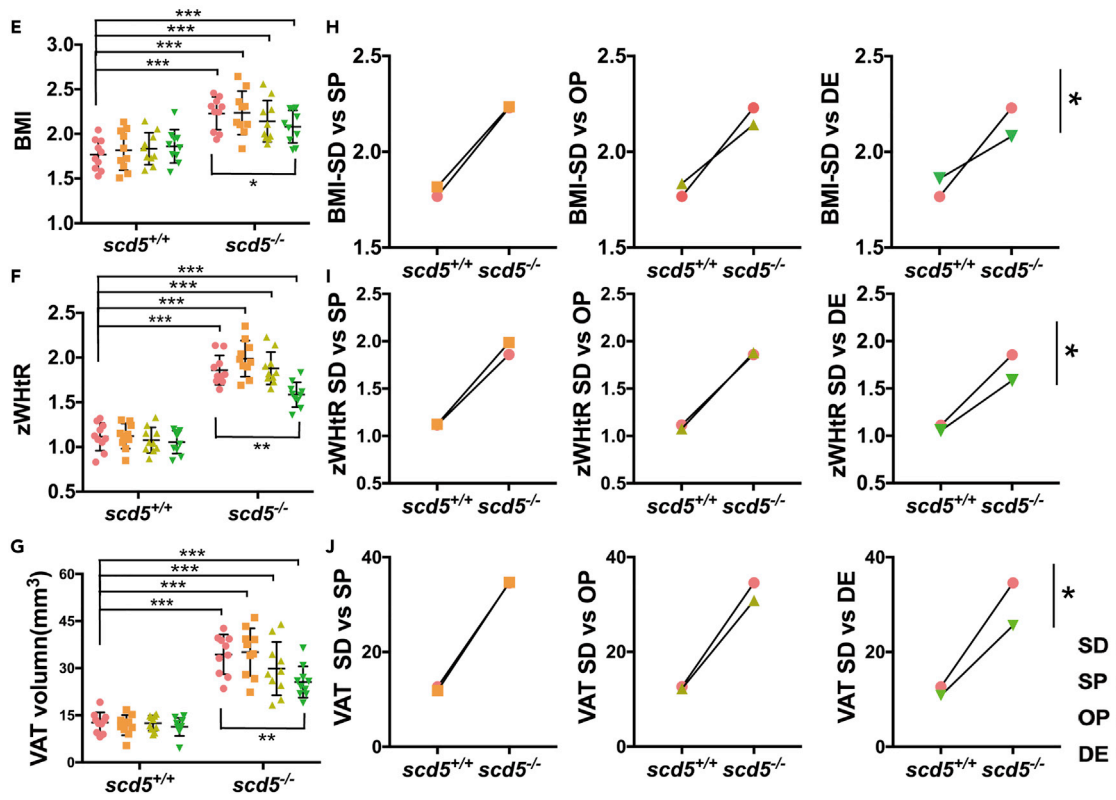 E
BMI
3.0
2.5
2.0
1.5
1.0
***
***
***
***
*
scd5+/+ scd5-/-
H
BMI-SD vs SP
2.5
2.0
1.5
scd5+/+ scd5-/-
BMI-SD vs OP
2.5
2.0
1.5
scd5+/+ scd5-/-
BMI-SD vs DE
2.5
2.0
1.5
scd5+/+ scd5-/-
*
F
zWHtR
2.5
2.0
1.5
1.0
0.5
***
***
***
***
**
scd5+/+ scd5-/-
I
zWHtR SD vs SP
2.5
2.0
1.5
1.0
0.5
scd5+/+ scd5-/-
zWHtR SD vs OP
2.5
2.0
1.5
1.0
0.5
scd5+/+ scd5-/-
zWHtR SD vs DE
2.5
2.0
1.5
1.0
0.5
scd5+/+ scd5-/-
*
G
VAT volumn(mm3)
60
45
30
15
0
***
***
***
***
**
scd5+/+ scd5-/-
J
VAT SD vs SP
40
20
0
scd5+/+ scd5-/-
VAT SD vs OP
40
20
0
scd5+/+ scd5-/-
VAT SD vs DE
40
20
0
scd5+/+ scd5-/-
*
SD
SP
OP
DE